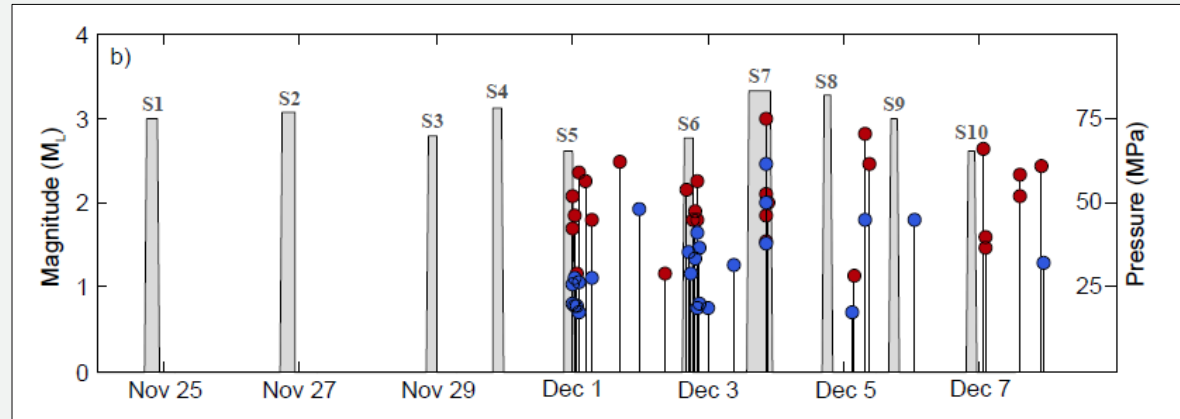 b)
4
3
2
1
0
Magnitude (M_L)
S1 S2 S3 S4 S5 S6 S7 S8 S9 S10
75
50
25
Pressure (MPa)
Nov 25 Nov 27 Nov 29 Dec 1 Dec 3 Dec 5 Dec 7